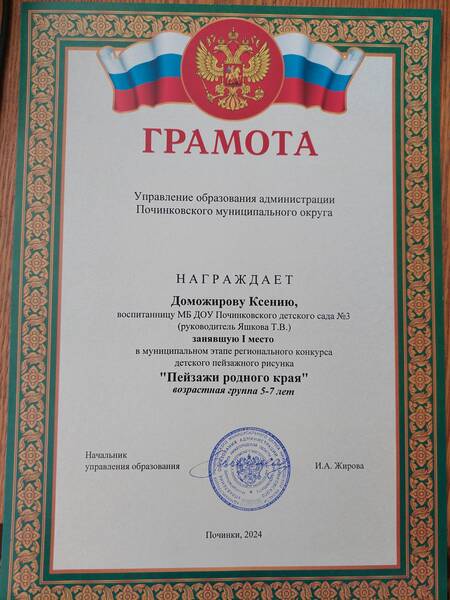 ГРАМОТА
Управление образования администрации
Починковского муниципального округа
НАГРАЖДАЕТ
Доможирову Ксению,
воспитанницу МБ ДОУ Починковского детского сада №3
(руководитель Яшкова Т.В.)
занявшую I место
в муниципальном этапе регионального конкурса
детского пейзажного рисунка
"Пейзажи родного края"
возрастная группа 5-7 лет
Начальник
управления образования
И.А. Жирова
Починки, 2024